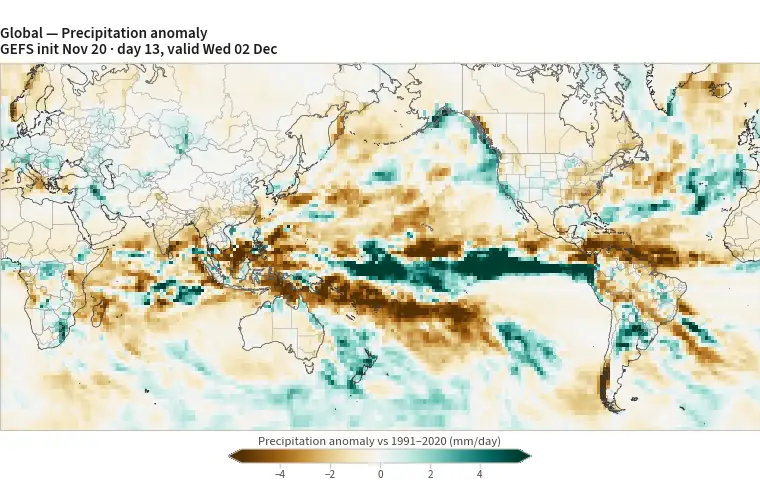 Global — Precipitation anomaly
GEFS init Nov 20 · day 13, valid Wed 02 Dec
Precipitation anomaly vs 1991–2020 (mm/day)
−4 −2 0 2 4